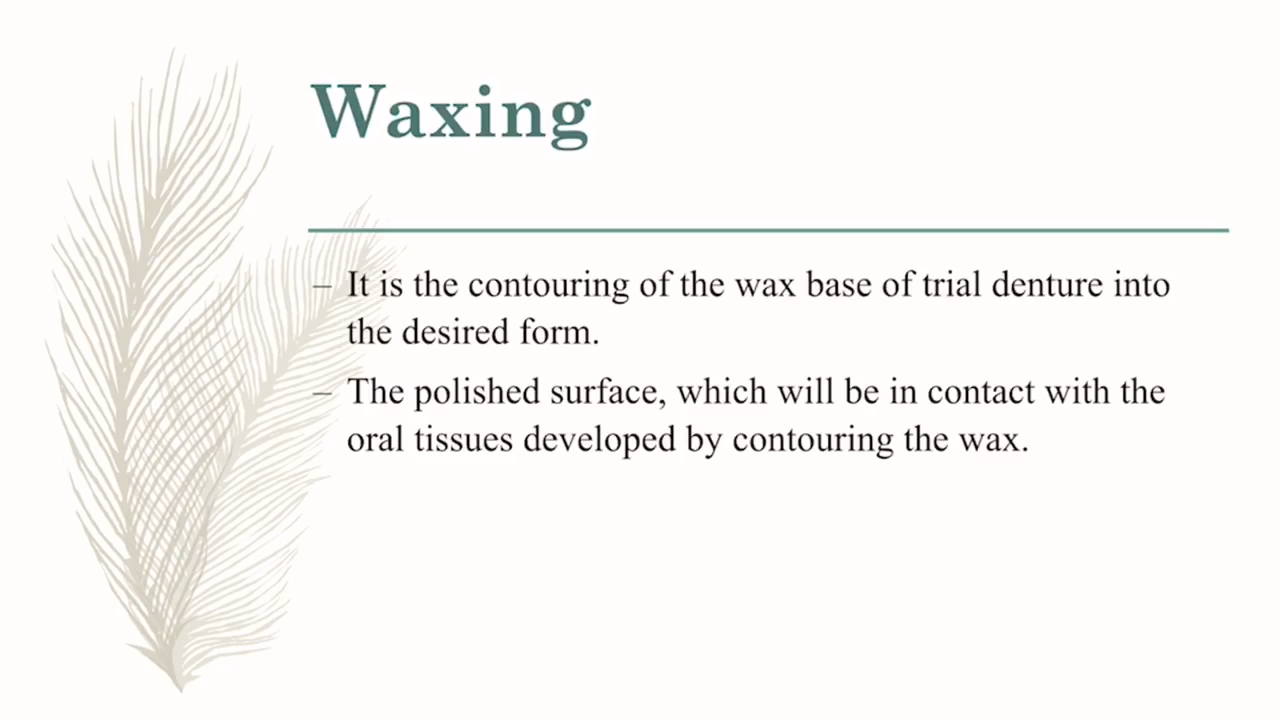 Waxing
– It is the contouring of the wax base of trial denture into
the desired form.
– The polished surface, which will be in contact with the
oral tissues developed by contouring the wax.